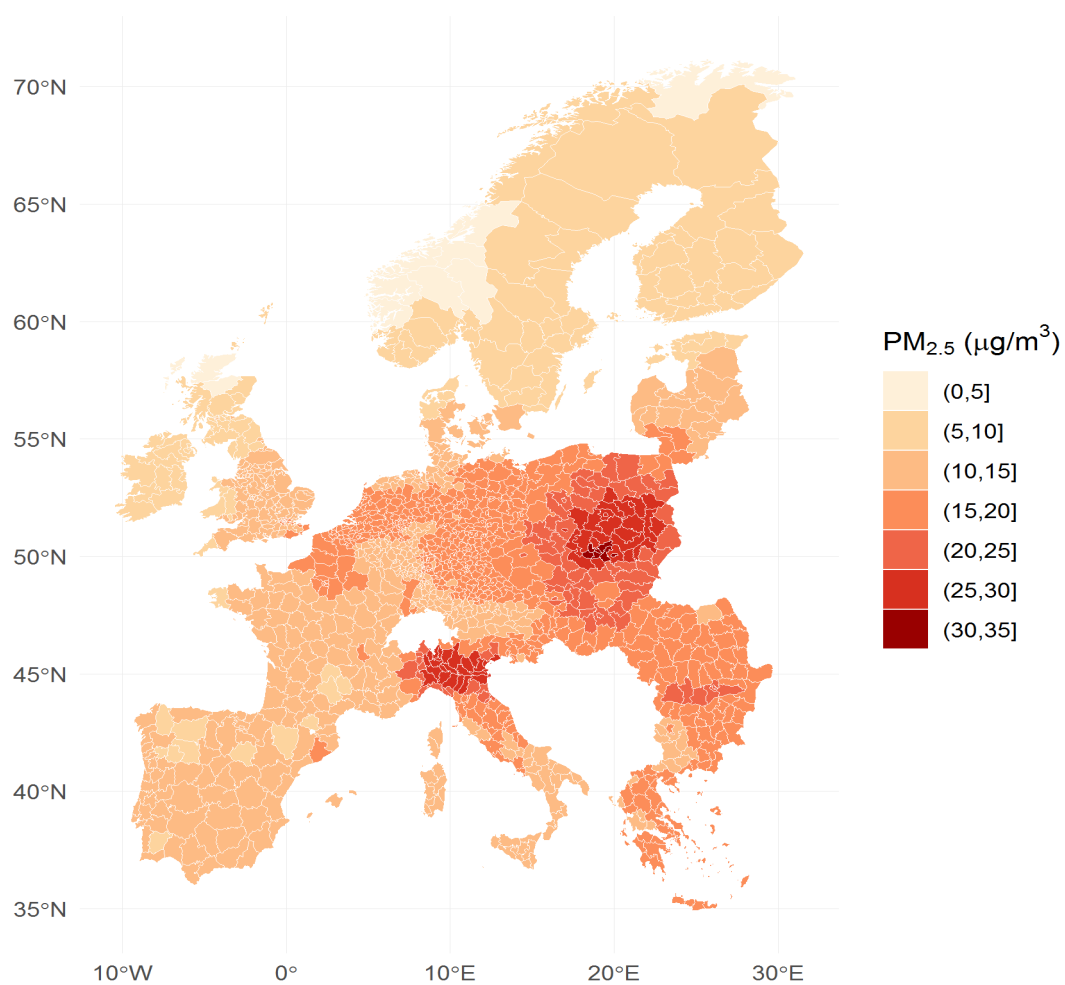 70°N
65°N
60°N
55°N
50°N
45°N
40°N
35°N
10°W 0° 10°E 20°E 30°E
PM2.5 (μg/m³)
(0,5]
(5,10]
(10,15]
(15,20]
(20,25]
(25,30]
(30,35]